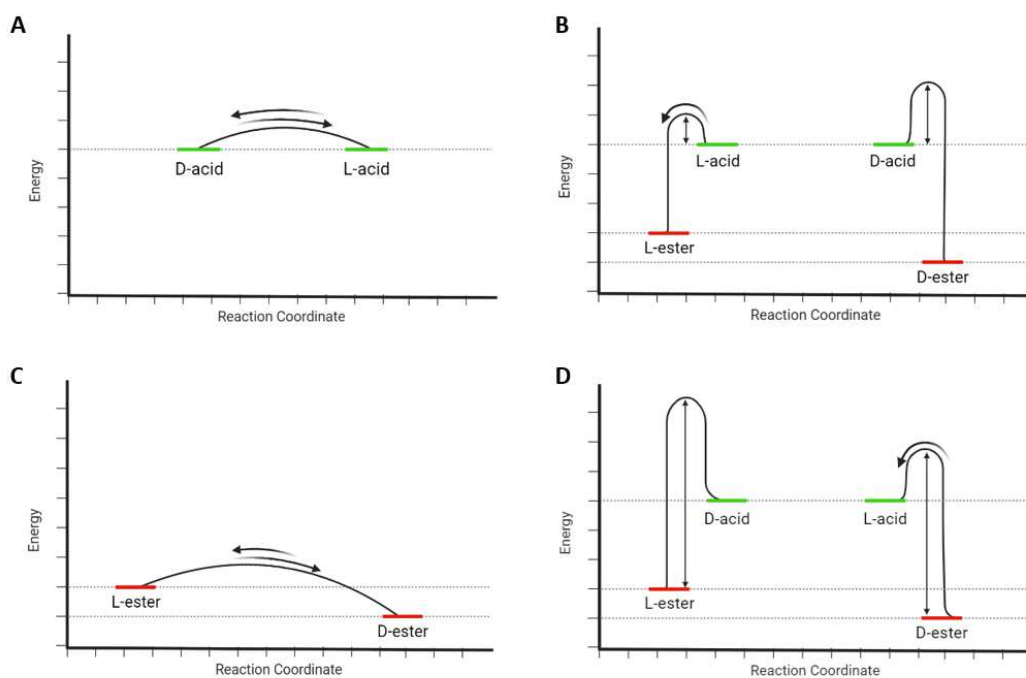 A
Energy
D-acid
L-acid
Reaction Coordinate
B
Energy
L-acid
D-acid
L-ester
D-ester
Reaction Coordinate
C
Energy
L-ester
D-ester
Reaction Coordinate
D
Energy
D-acid
L-acid
L-ester
D-ester
Reaction Coordinate